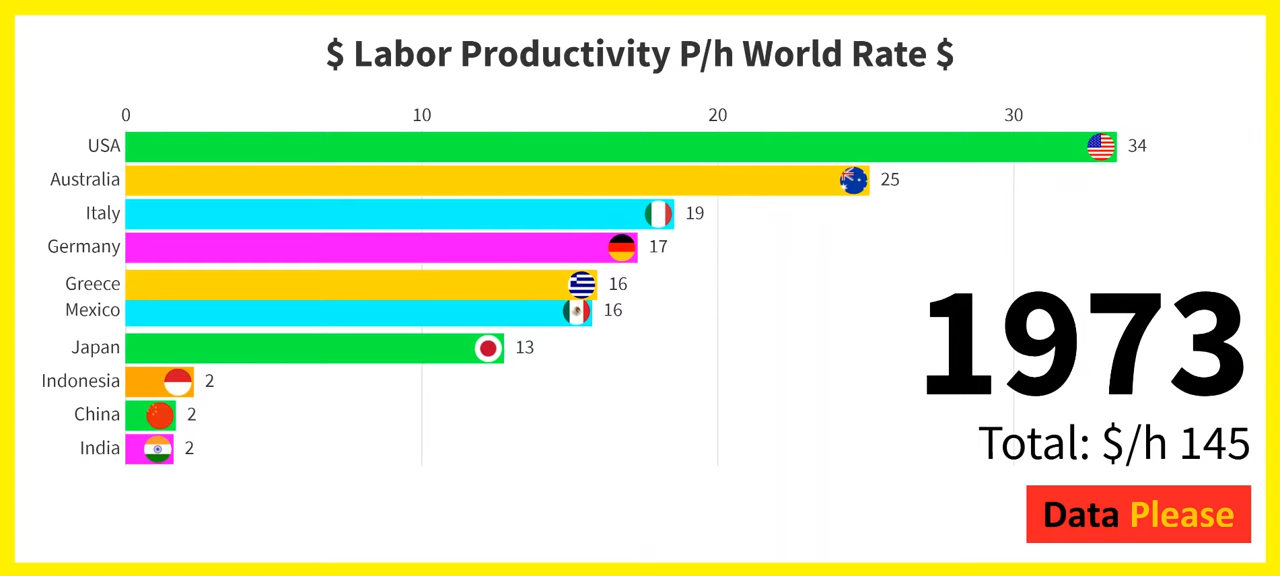 $ Labor Productivity P/h World Rate $
0 10 20 30
USA 34
Australia 25
Italy 19
Germany 17
Greece 16
Mexico 16
Japan 13
Indonesia 2
China 2
India 2
1973
Total: $/h 145
Data Please